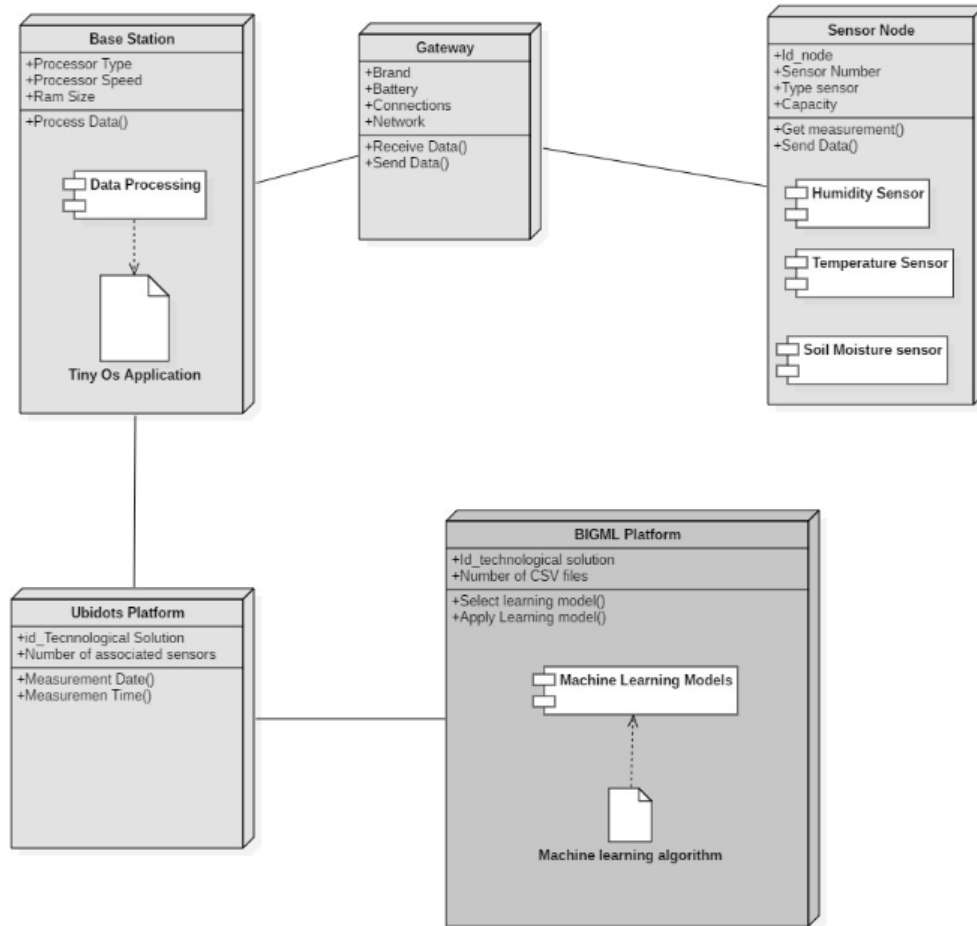 Base Station
+Processor Type
+Processor Speed
+Ram Size
+Process Data()
Data Processing
Tiny Os Application
Gateway
+Brand
+Battery
+Connections
+Network
+Receive Data()
+Send Data()
Sensor Node
+Id_node
+Sensor Number
+Type sensor
+Capacity
+Get measurement()
+Send Data()
Humidity Sensor
Temperature Sensor
Soil Moisture sensor
Ubidots Platform
+id_Tecnnological Solution
+Number of associated sensors
+Measurement Date()
+Measuremen Time()
BIGML Platform
+Id_technological solution
+Number of CSV files
+Select learning model()
+Apply Learning model()
Machine Learning Models
Machine learning algorithm